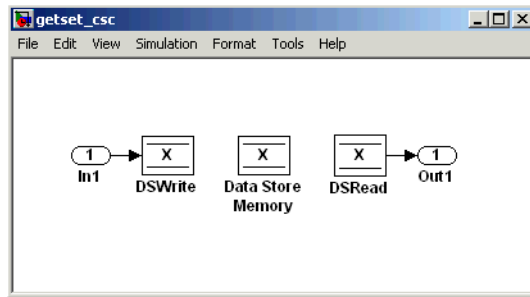 getset_csc
File Edit View Simulation Format Tools Help
1 X X X 1
In1 DSWrite Data Store Memory DSRead Out1